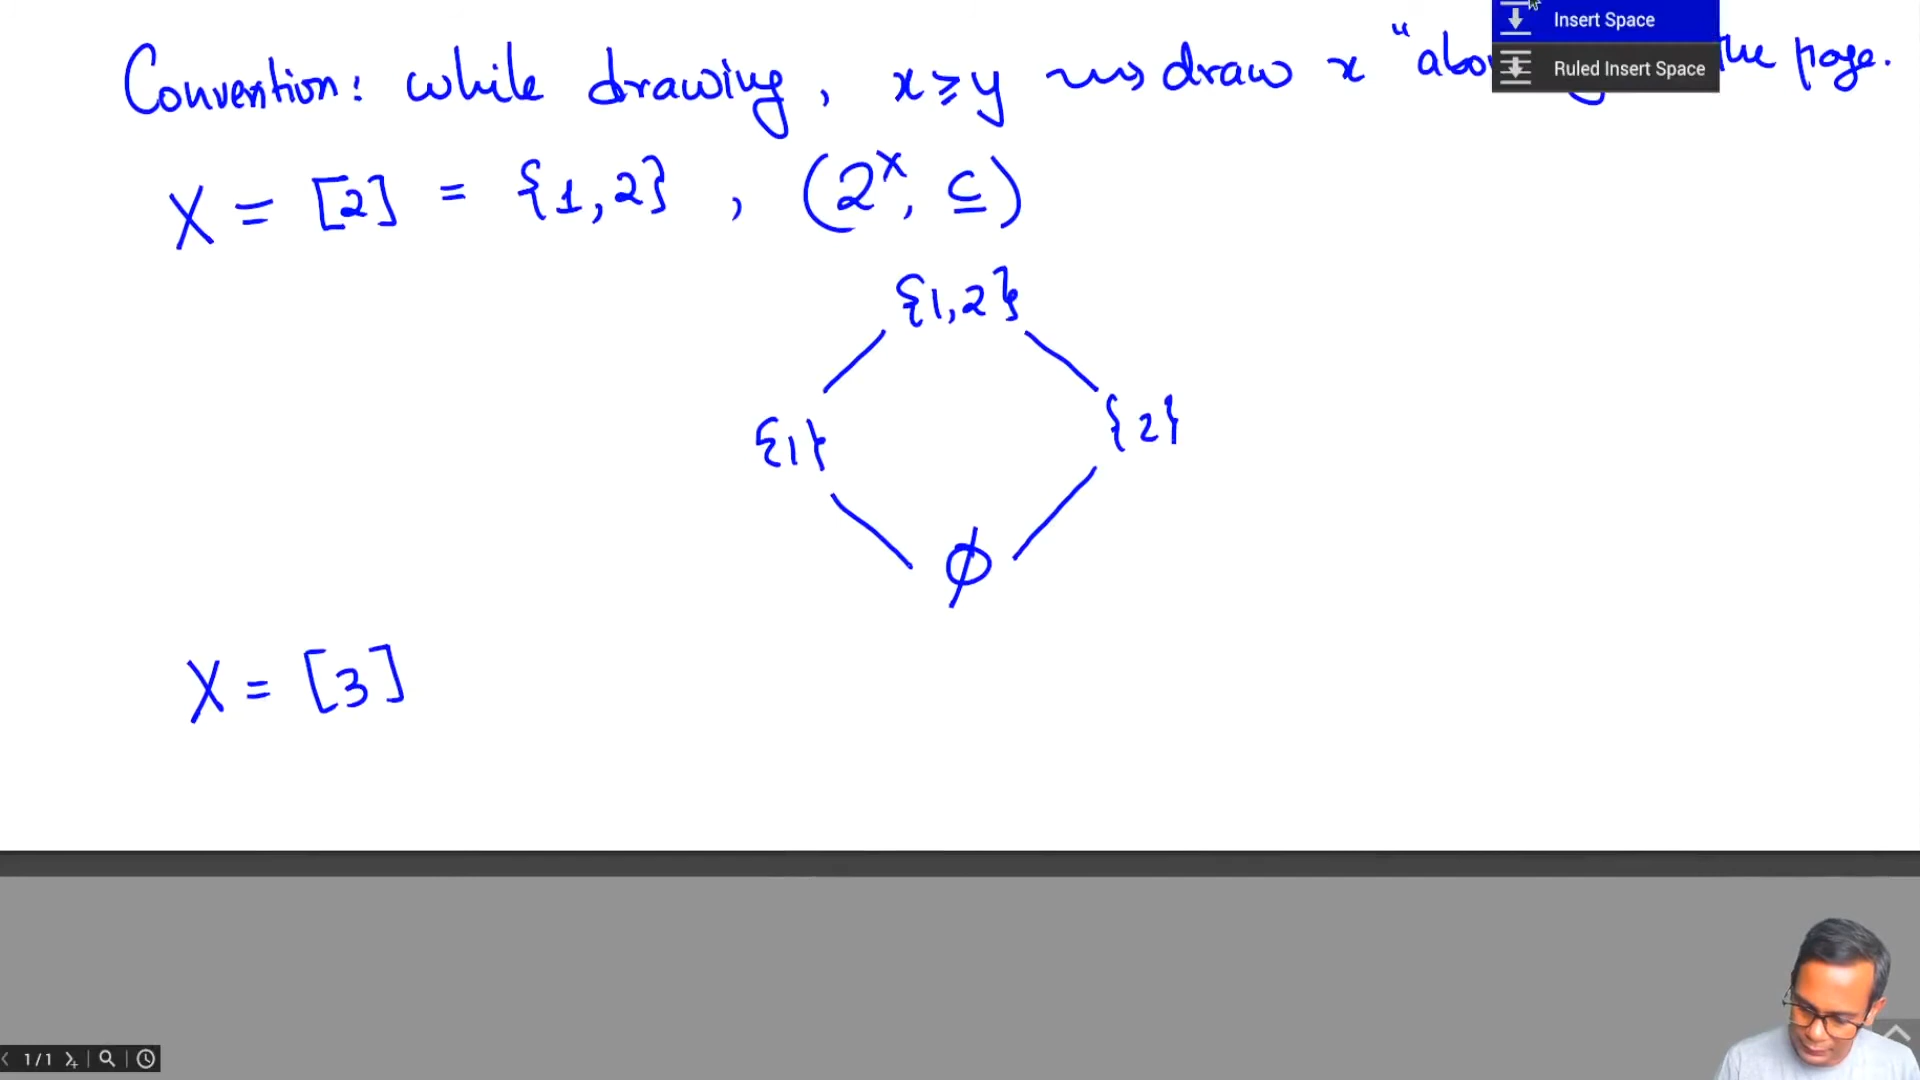 Insert Space
Convention: while drawing, x ≥ y ⇝ draw x "abo the page.
Ruled Insert Space
X = [2] = {1,2} , (2^X, ⊆)
{1,2}
{1} {2}
∅
X = [3]
1/1